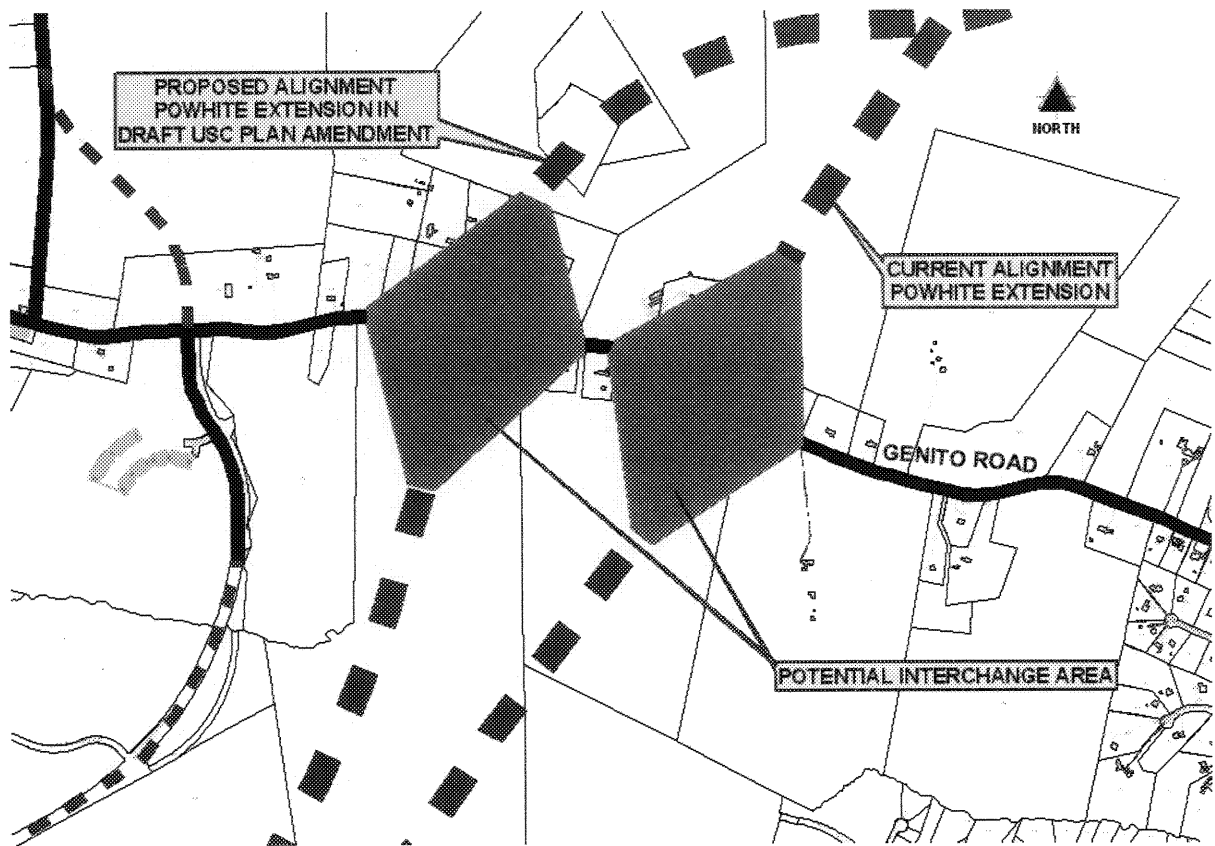 PROPOSED ALIGNMENT
POWHITE EXTENSION IN
DRAFT USC PLAN AMENDMENT
NORTH
CURRENT ALIGNMENT
POWHITE EXTENSION
GENITO ROAD
POTENTIAL INTERCHANGE AREA